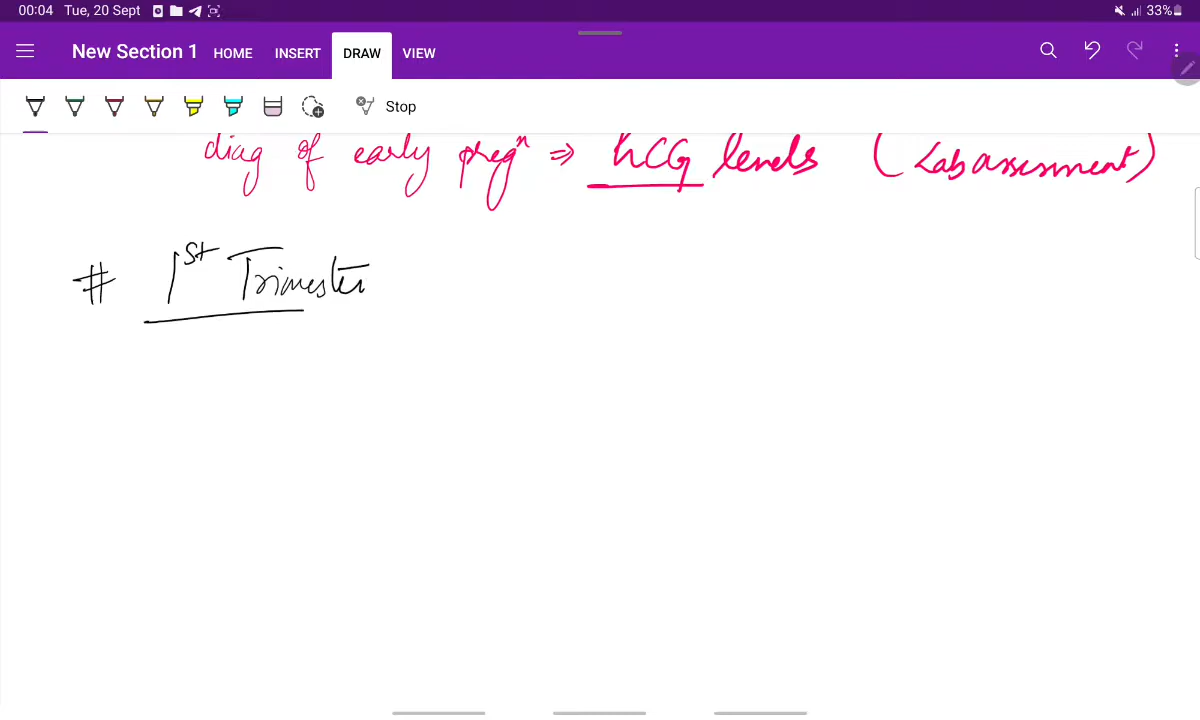 00:04 Tue, 20 Sept 33%
New Section 1 HOME INSERT DRAW VIEW
Stop
diag of early pregⁿ ⇒ hCG levels (Lab assessment)
# 1st Trimester